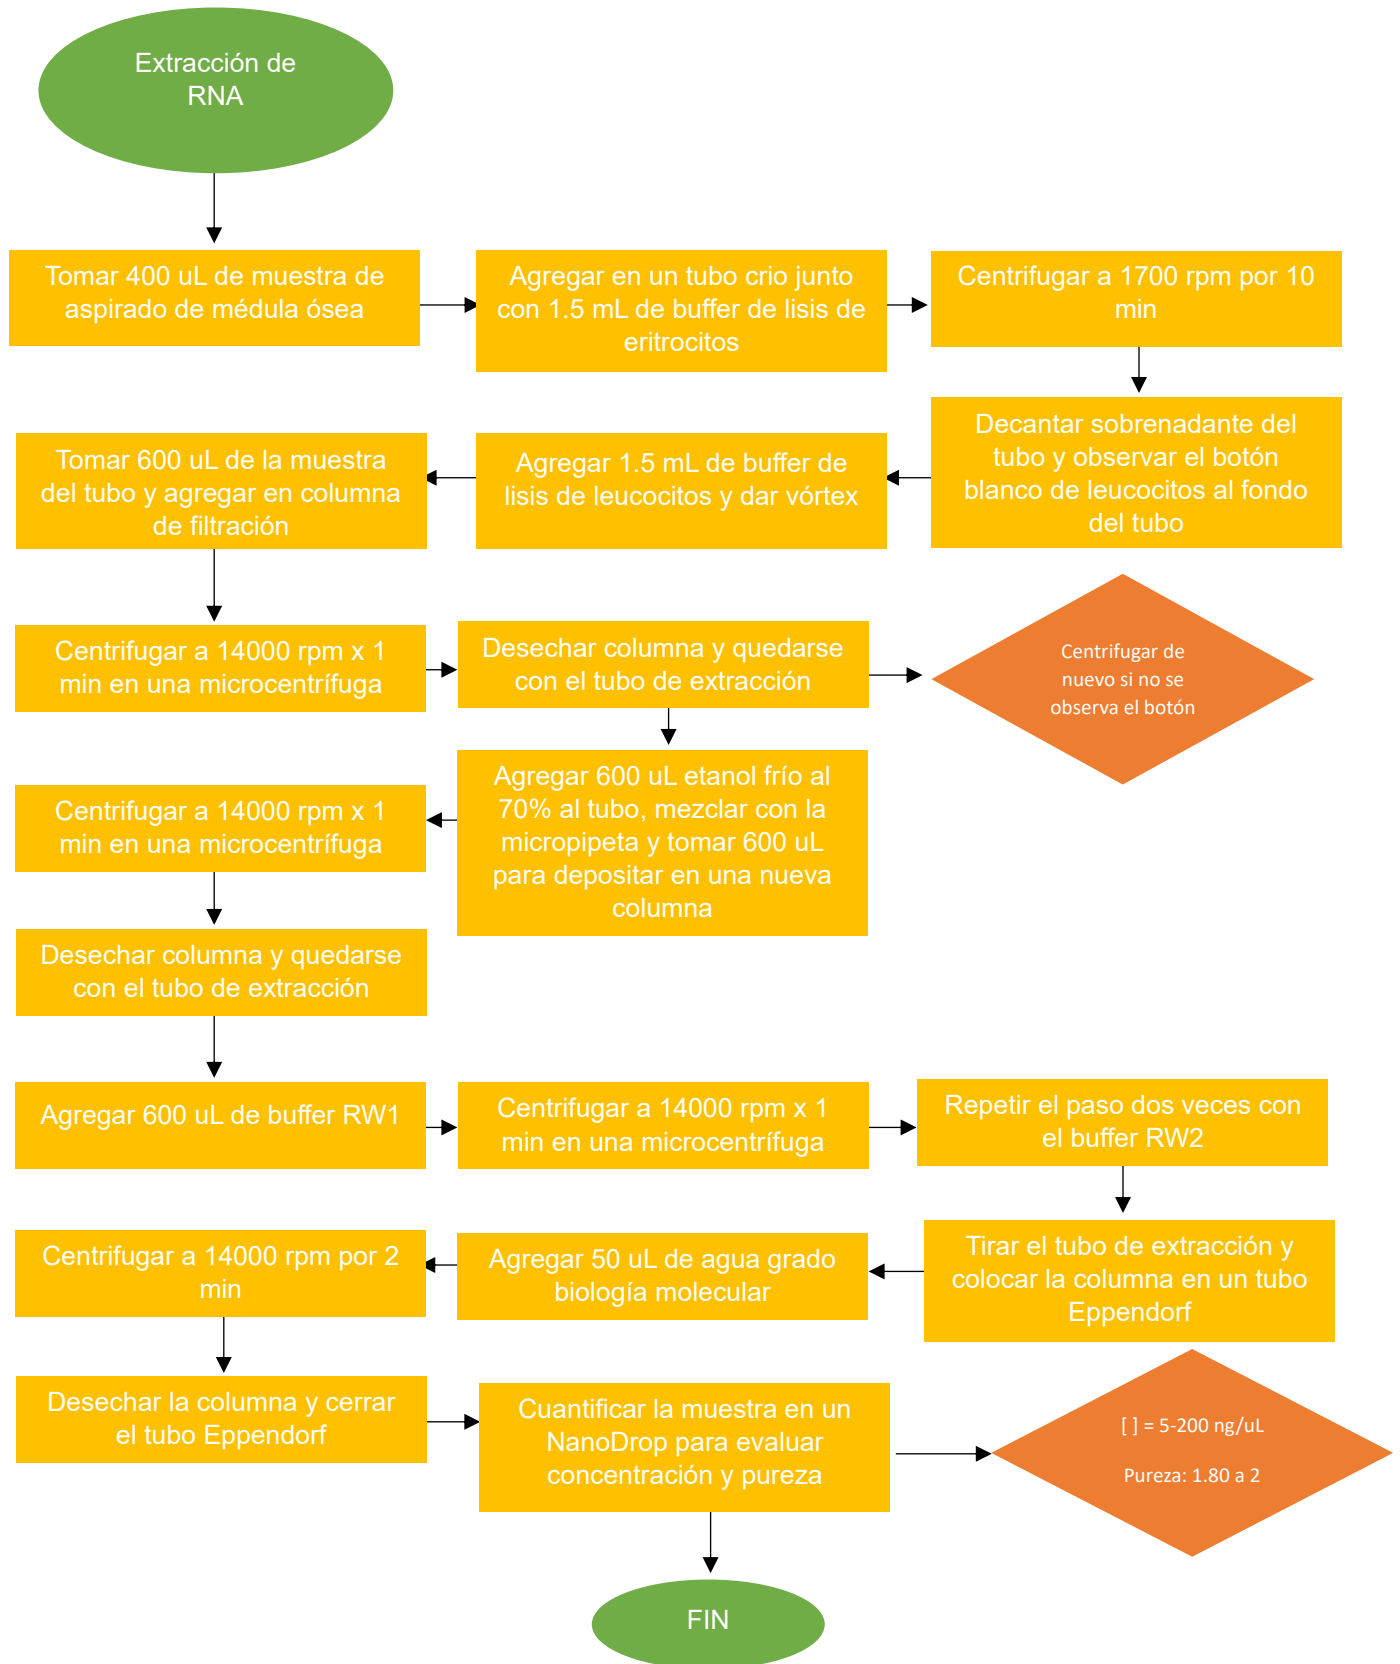 Extracción de
RNA
Tomar 400 uL de muestra de
aspirado de médula ósea
Agregar en un tubo crio junto
con 1.5 mL de buffer de lisis de
eritrocitos
Centrifugar a 1700 rpm por 10
min
Decantar sobrenadante del
tubo y observar el botón
blanco de leucocitos al fondo
del tubo
Agregar 1.5 mL de buffer de
lisis de leucocitos y dar vórtex
Tomar 600 uL de la muestra
del tubo y agregar en columna
de filtración
Centrifugar a 14000 rpm x 1
min en una microcentrífuga
Desechar columna y quedarse
con el tubo de extracción
Centrifugar de
nuevo si no se
observa el botón
Agregar 600 uL etanol frío al
70% al tubo, mezclar con la
micropipeta y tomar 600 uL
para depositar en una nueva
columna
Centrifugar a 14000 rpm x 1
min en una microcentrífuga
Desechar columna y quedarse
con el tubo de extracción
Agregar 600 uL de buffer RW1
Centrifugar a 14000 rpm x 1
min en una microcentrífuga
Repetir el paso dos veces con
el buffer RW2
Tirar el tubo de extracción y
colocar la columna en un tubo
Eppendorf
Agregar 50 uL de agua grado
biología molecular
Centrifugar a 14000 rpm por 2
min
Desechar la columna y cerrar
el tubo Eppendorf
Cuantificar la muestra en un
NanoDrop para evaluar
concentración y pureza
[ ] = 5-200 ng/uL
Pureza: 1.80 a 2
FIN